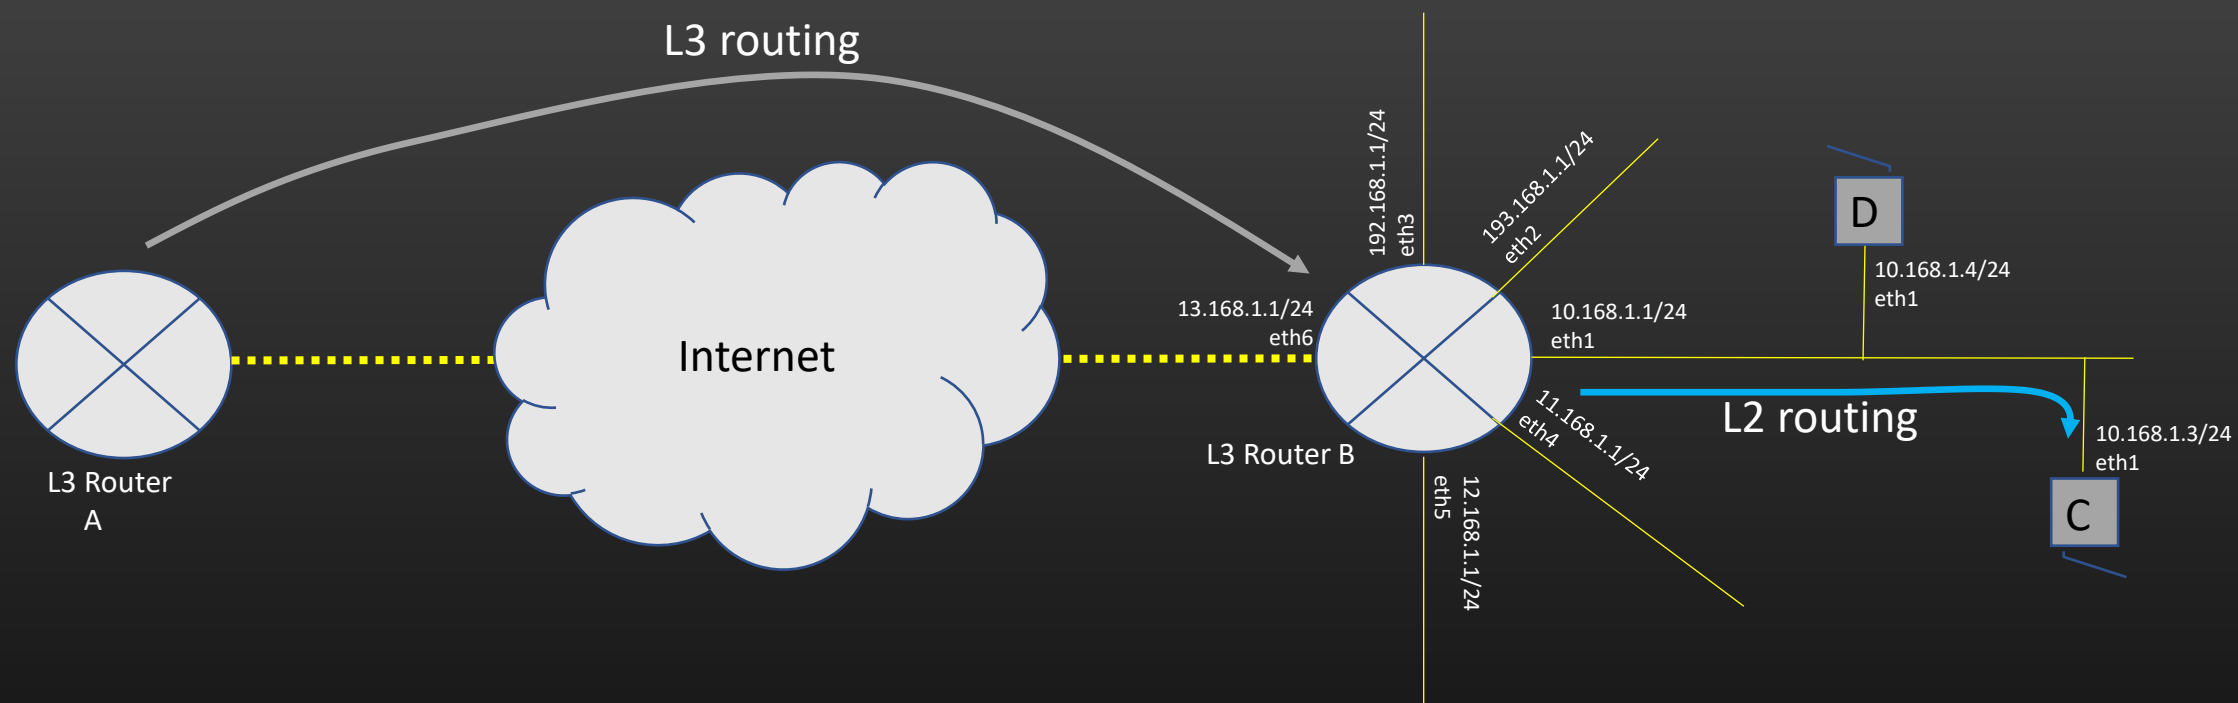 L3 routing
192.168.1.1/24
eth3
193.168.1.1/24
eth2
D
10.168.1.4/24
eth1
13.168.1.1/24
eth6
10.168.1.1/24
eth1
Internet
11.168.1.1/24
eth4
L2 routing
10.168.1.3/24
eth1
L3 Router B
L3 Router
A
12.168.1.1/24
eth5
C